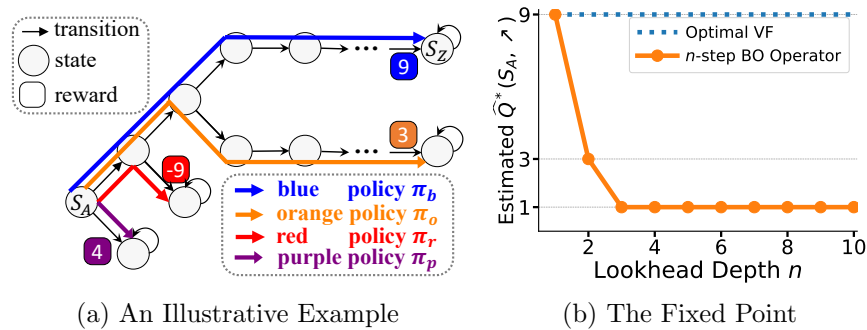 transition
state
reward
S_A
S_Z
9
3
-9
4
blue policy π_b
orange policy π_o
red policy π_r
purple policy π_p
(a) An Illustrative Example
Estimated Q̂*(S_A, ↗)
9
3
1
Optimal VF
n-step BO Operator
2 4 6 8 10
Lookhead Depth n
(b) The Fixed Point